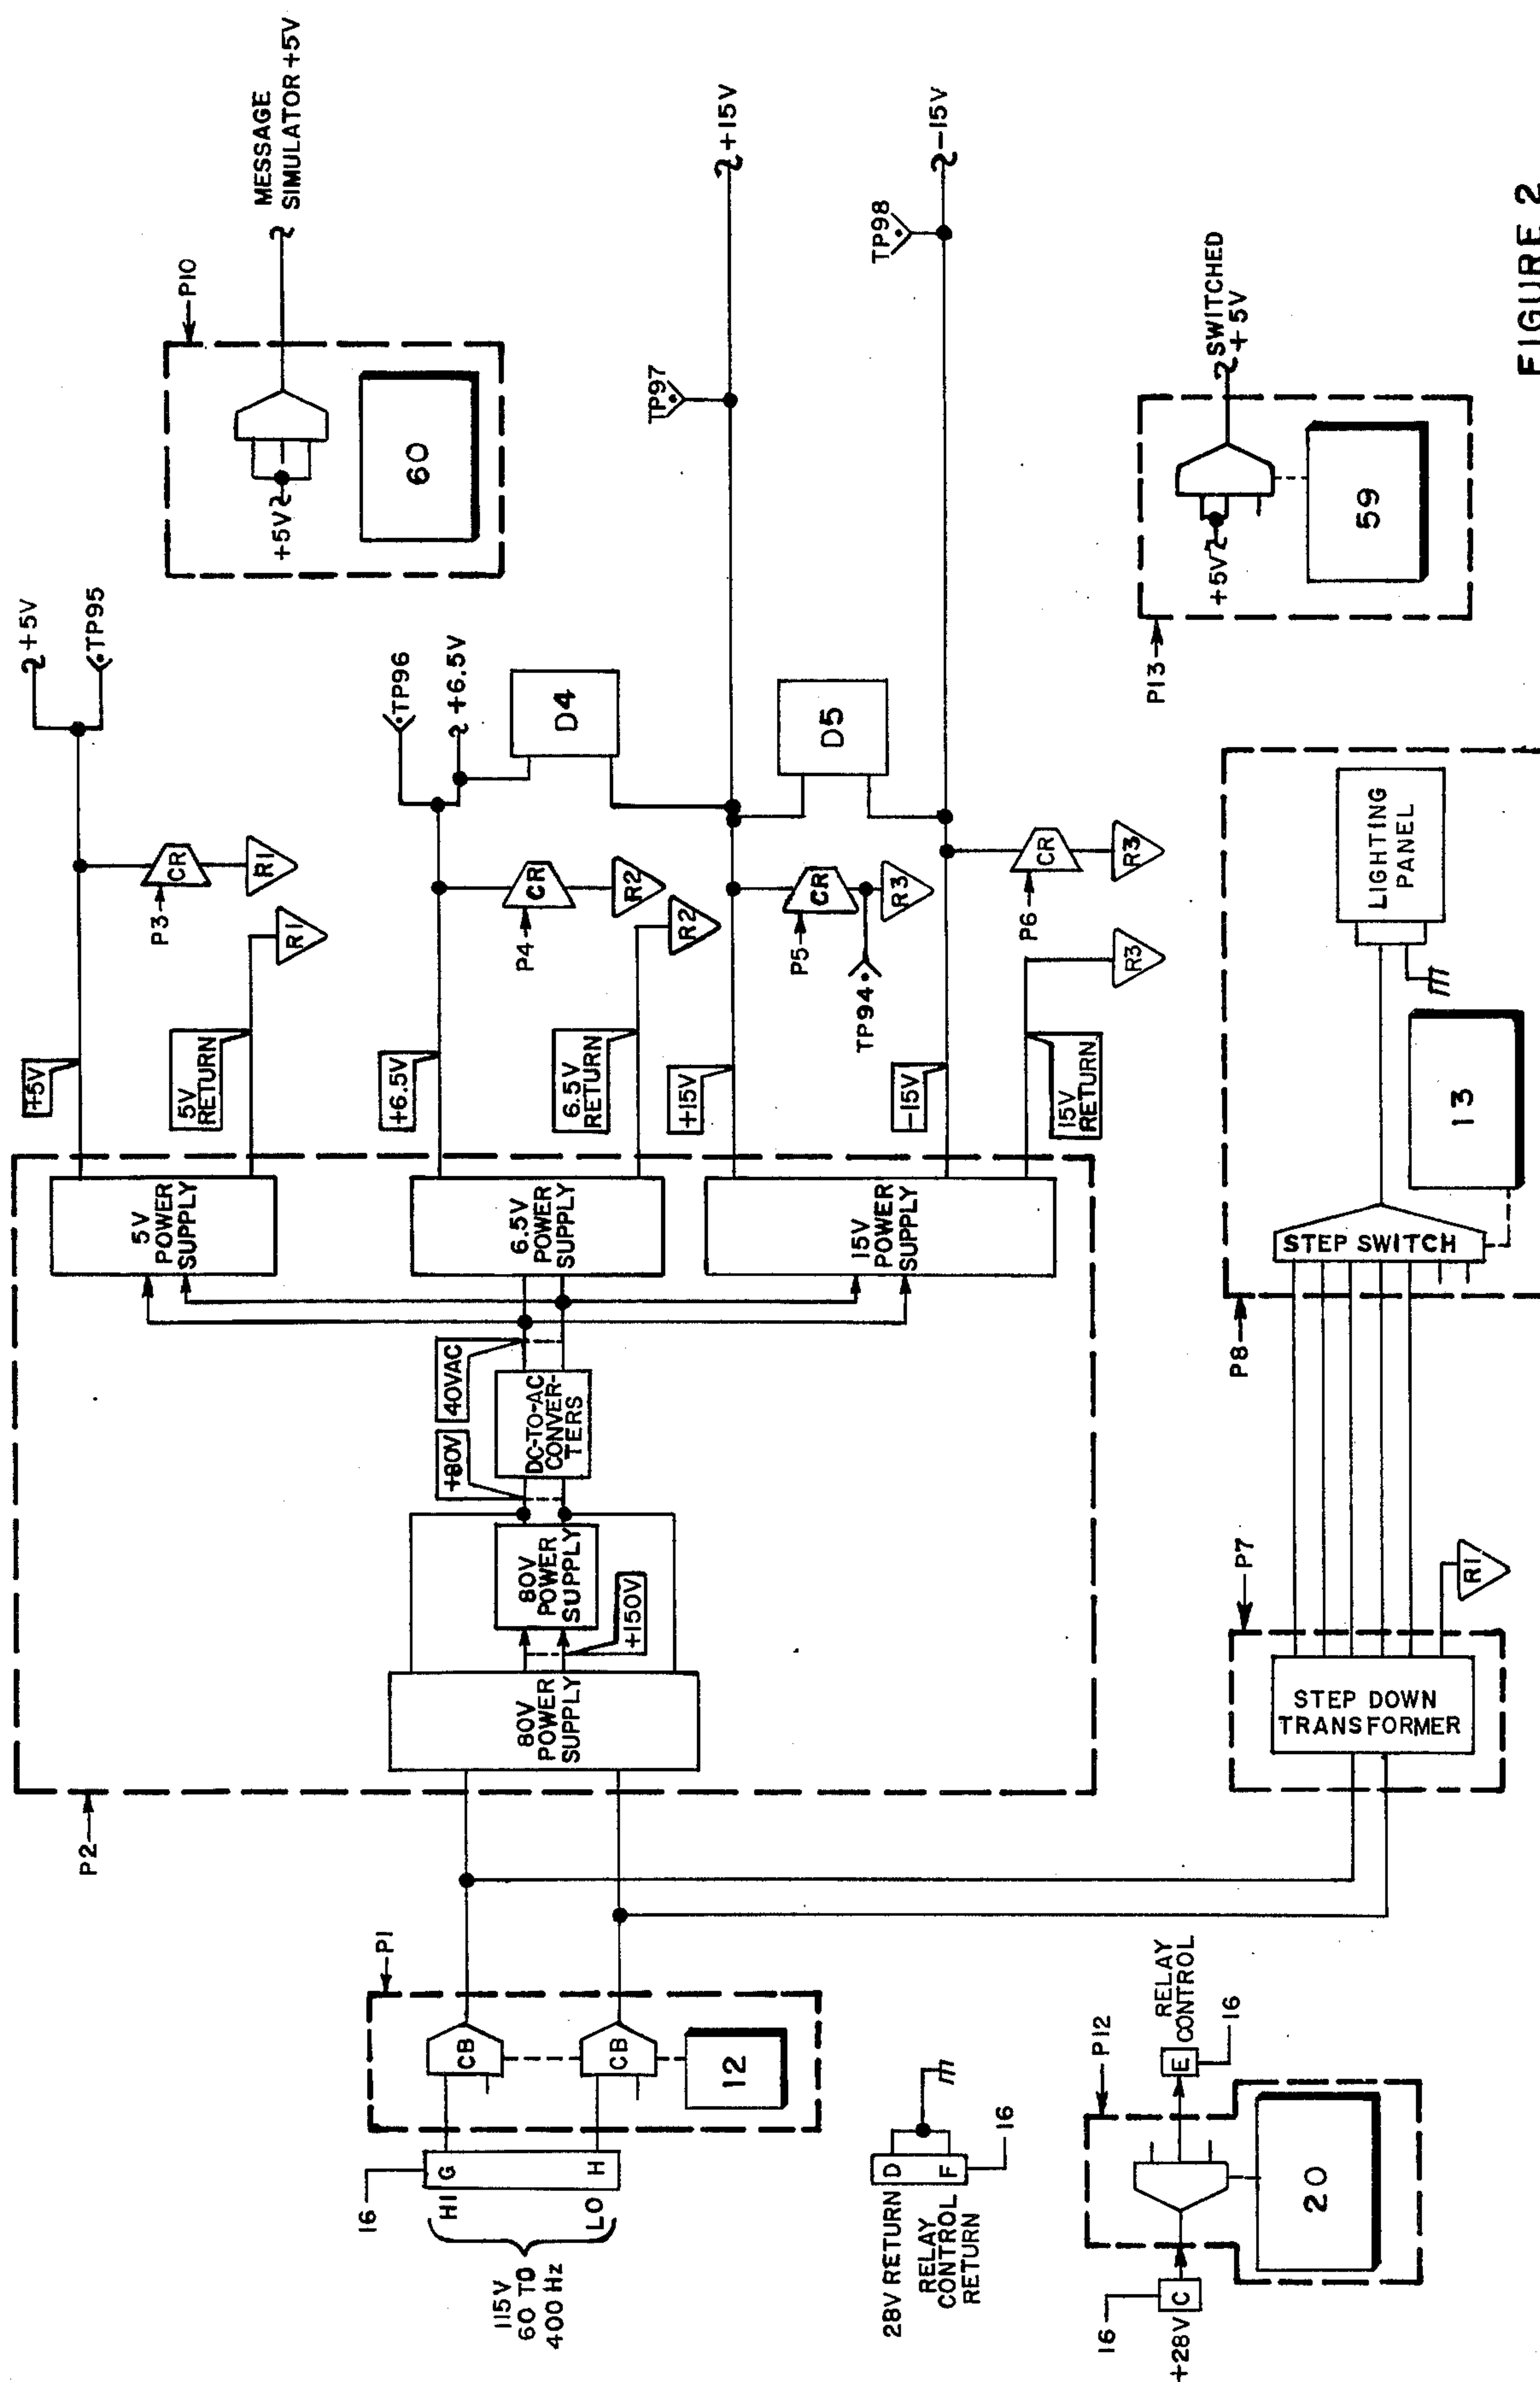 115V
60 TO
400 Hz
HI
LO
16
G
H
P1
CB
CB
12
P2
80V
POWER
SUPPLY
+150V
80V
POWER
SUPPLY
+80V
DC-TO-AC
CONVER-
TERS
40VAC
5V
POWER
SUPPLY
6.5V
POWER
SUPPLY
15V
POWER
SUPPLY
+5V
5V
RETURN
R1
P3
CR
R1
+5V
TP95
+6.5V
6.5V
RETURN
R2
P4
CR
R2
TP96
+6.5V
D4
+15V
P5
CR
R3
TP94
D5
TP97
+15V
-15V
15V
RETURN
R3
P6
CR
R3
TP98
-15V
P10
+5V
60
MESSAGE
SIMULATOR +5V
28V RETURN
RELAY
CONTROL
RETURN
D
F
16
16
+28V
C
P12
20
E
RELAY
CONTROL
16
P7
STEP DOWN
TRANSFORMER
R1
P8
STEP SWITCH
13
LIGHTING
PANEL
P13
+5V
59
SWITCHED
+5V
FIGURE 2